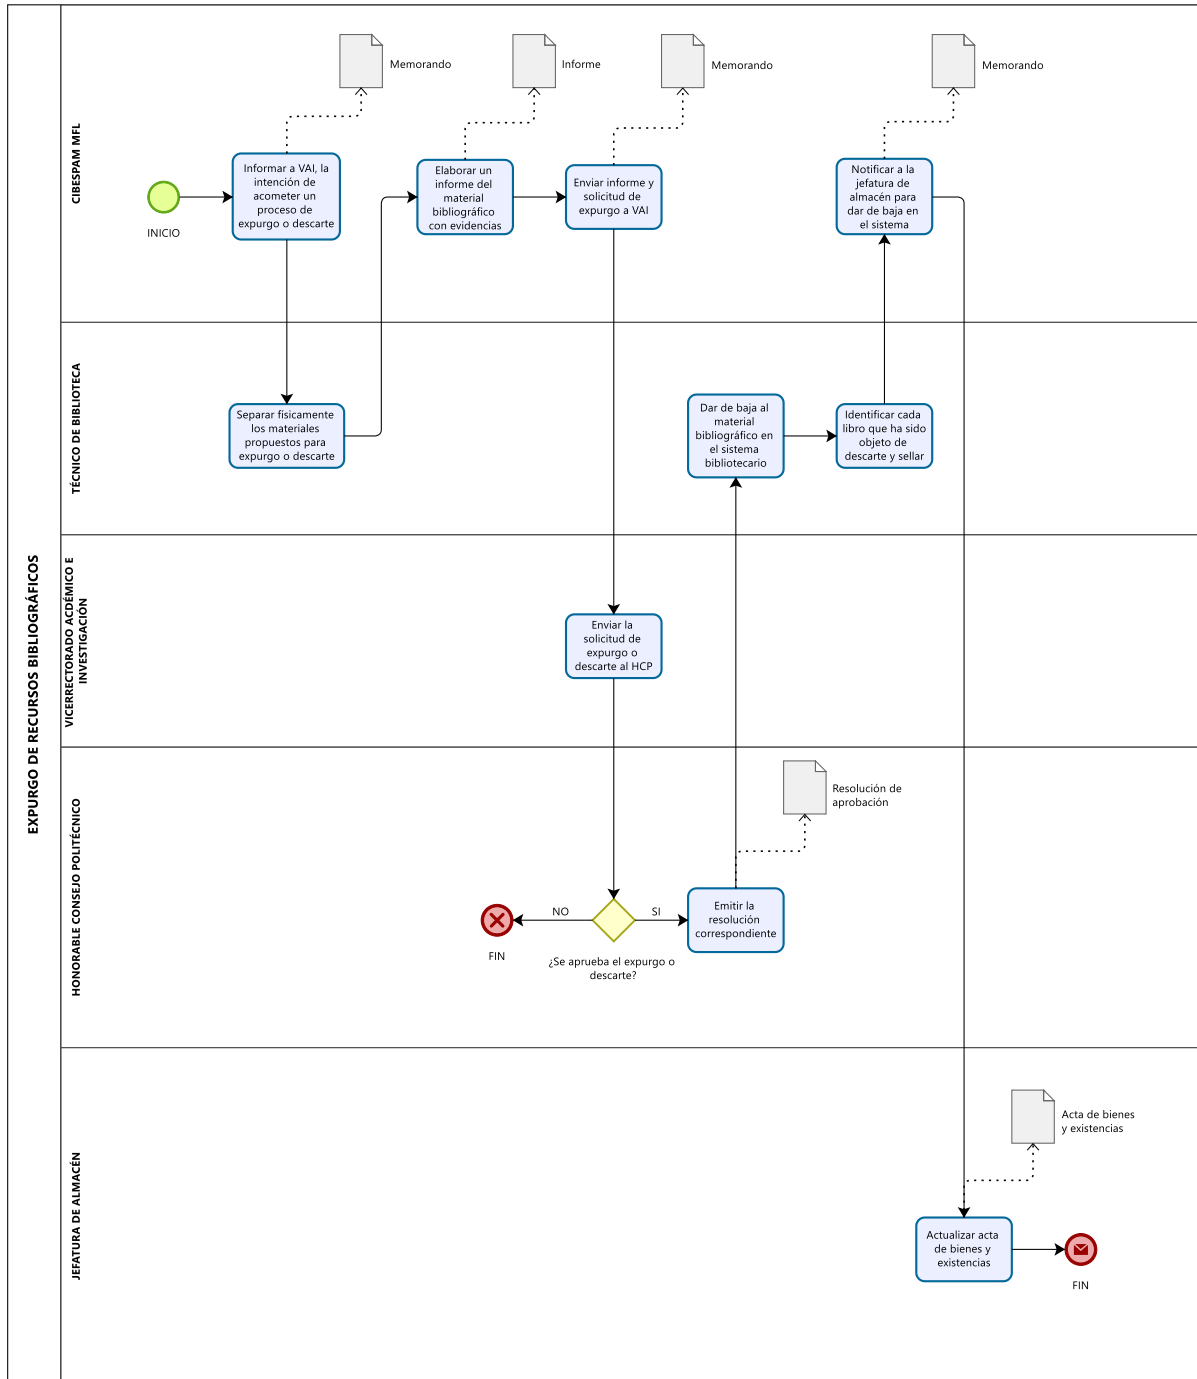 EXPURGO DE RECURSOS BIBLIOGRÁFICOS
CIBESPAM MFL
Memorando
Informe
Memorando
Memorando
INICIO
Informar a VAI, la
intención de
acometer un
proceso de
expurgo o descarte
Elaborar un
informe del
material
bibliográfico
con evidencias
Enviar informe y
solicitud de
expurgo a VAI
Notificar a la
jefatura de
almacén para
dar de baja en
el sistema
TÉCNICO DE BIBLIOTECA
Separar físicamente
los materiales
propuestos para
expurgo o descarte
Dar de baja al
material
bibliográfico en
el sistema
bibliotecario
Identificar cada
libro que ha sido
objeto de
descarte y sellar
VICERRECTORADO ACDÉMICO E
INVESTIGACIÓN
Enviar la
solicitud de
expurgo o
descarte al HCP
HONORABLE CONSEJO POLITÉCNICO
Resolución de
aprobación
FIN
NO
SI
¿Se aprueba el expurgo o
descarte?
Emitir la
resolución
correspondiente
JEFATURA DE ALMACÉN
Acta de bienes
y existencias
Actualizar acta
de bienes y
existencias
FIN